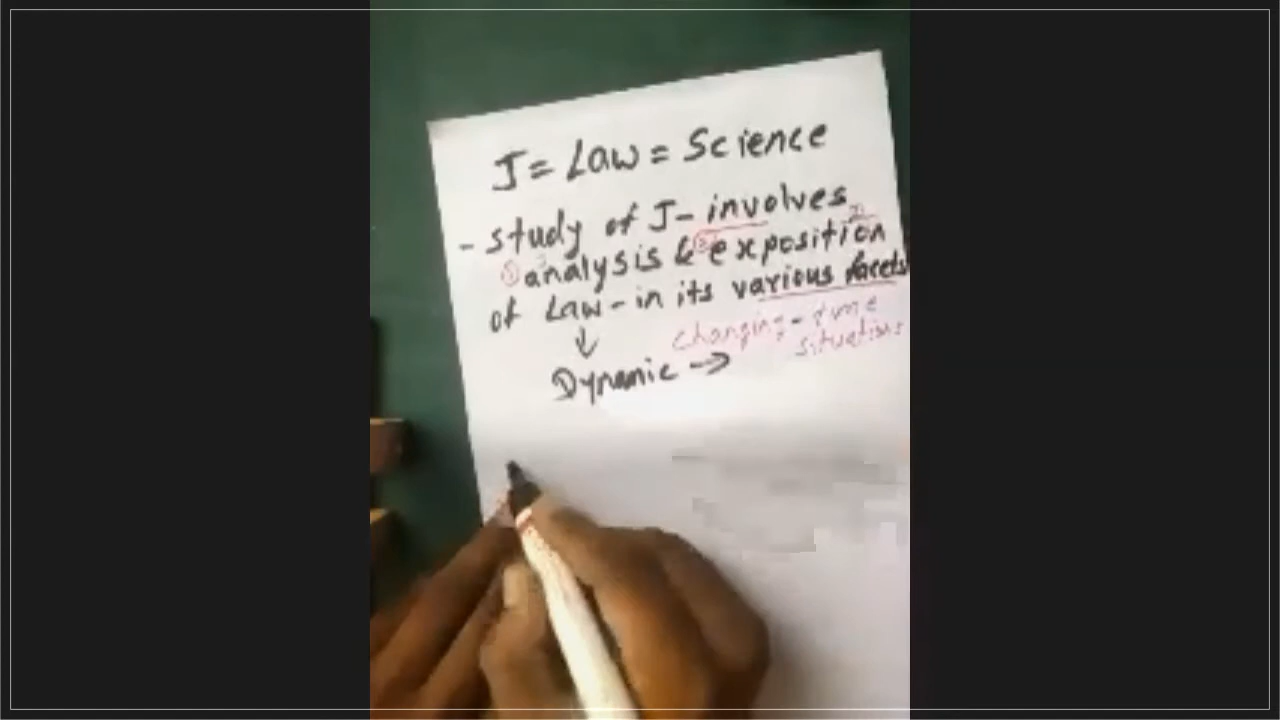 J = Law = Science
- study of J - involves
① analysis & ② exposition
of Law - in its various facets
↓ changing - time
situations
Dynamic →